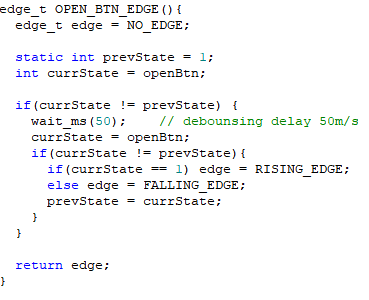 edge_t OPEN_BTN_EDGE(){
  edge_t edge = NO_EDGE;

  static int prevState = 1;
  int currState = openBtn;

  if(currState != prevState) {
    wait_ms(50);    // debounsing delay 50m/s
    currState = openBtn;
    if(currState != prevState){
      if(currState == 1) edge = RISING_EDGE;
      else edge = FALLING_EDGE;
      prevState = currState;
    }
  }

  return edge;
}